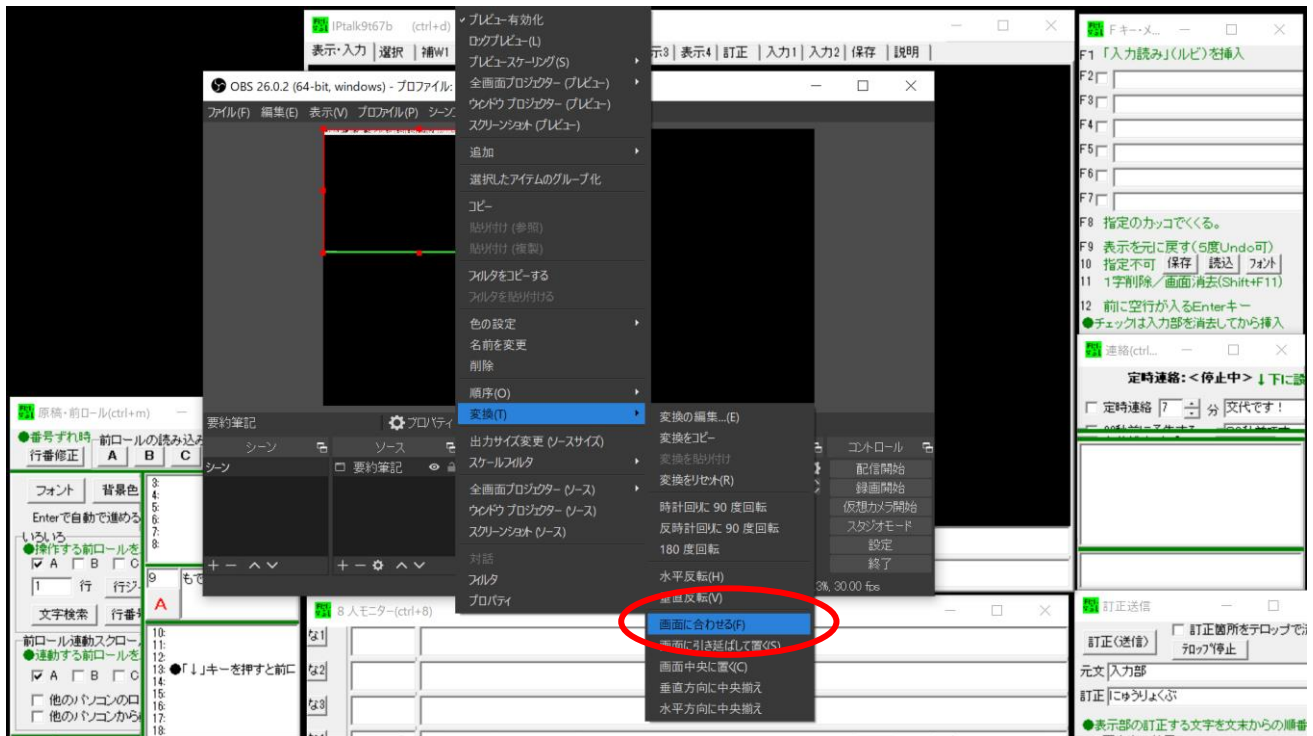 IPtalk9t67b (ctrl+d)
表示・入力 | 選択 | 補W1
示3 | 表示4 | 訂正 | 入力1 | 入力2 | 保存 | 説明 |
OBS 26.0.2 (64-bit, windows) - プロファイル:
ファイル(F) 編集(E) 表示(V) プロファイル(P)
プレビュー有効化
ロックプレビュー(L)
プレビュースケーリング(S)
全画面プロジェクター (プレビュー)
ウィンドウ プロジェクター (プレビュー)
スクリーンショット (プレビュー)
追加
選択したアイテムのグループ化
コピー
貼り付け (参照)
貼り付け (複製)
フィルタをコピーする
フィルタを貼り付ける
色の設定
名前を変更
削除
順序(O)
変換(T)
出力サイズ変更 (ソースサイズ)
スケールフィルタ
全画面プロジェクター (ソース)
ウィンドウ プロジェクター (ソース)
スクリーンショット (ソース)
対話
フィルタ
プロパティ
変換の編集...(E)
変換をコピー
変換を貼り付け
変換をリセット(R)
時計回りに 90 度回転
反時計回りに 90 度回転
180 度回転
水平反転(H)
垂直反転(V)
画面に合わせる(F)
画面に引き延ばして置く(S)
画面中央に置く(C)
垂直方向に中央揃え
水平方向に中央揃え
要約筆記
プロパティ
シーン
ソース
コントロール
シーン
要約筆記
配信開始
録画開始
仮想カメラ開始
スタジオモード
設定
終了
3%, 30.00 fps
Fキー・メ...
F1 「入力読み」(ルビ)を挿入
F2
F3
F4
F5
F6
F7
F8 指定のカッコでくくる。
F9 表示を元に戻す(5度Undo可)
10 指定不可 保存 読込 フォント
11 1字削除／画面消去(Shift+F11)
12 前に空行が入るEnterキー
●チェックは入力部を消去してから挿入
連絡(ctrl...
定時連絡:<停止中> ↓下に
定時連絡 7 分 交代です!
訂正送信
訂正(送信)
訂正箇所をテロップで
テロップ停止
元文 入力部
訂正 にゅうりょくぶ
●表示部の訂正する文字を文末からの順番
原稿・前ロール(ctrl+m)
●番号ずれ時
前ロールの読み込み
行番修正 A B C
フォント 背景色
Enterで自動で進める
いろいろ
●操作する前ロールを
A B C
1 行 行ジ
文字検索 行番
前ロール連動スクロー
●連動する前ロールを
A B C
他のパソコンのロ
他のパソコンから
3:
4:
5:
6:
7:
8:
9 もで
A
10:
11:
12:
13: ●「↓」キーを押すと前ロ
14:
15:
16:
17:
18:
8人モニター(ctrl+8)
な1
な2
な3